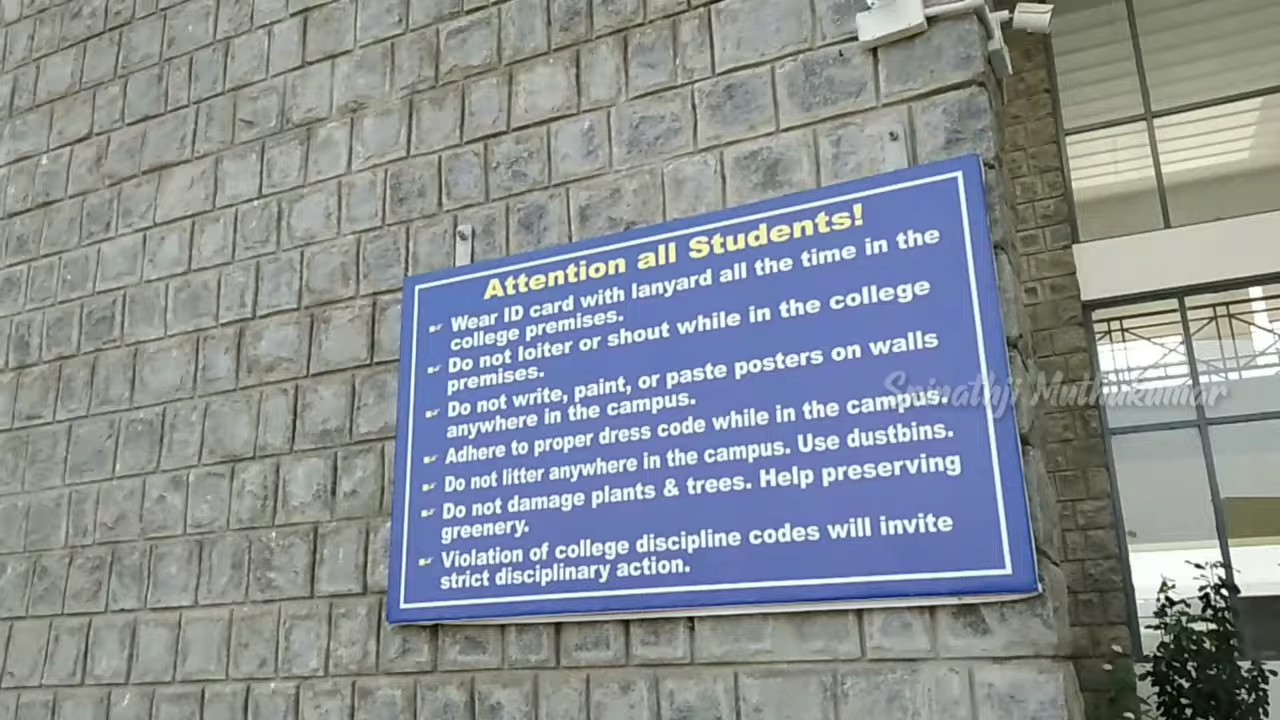 Attention all Students!
Wear ID card with lanyard all the time in the
college premises.
Do not loiter or shout while in the college
premises.
Do not write, paint, or paste posters on walls
anywhere in the campus.
Adhere to proper dress code while in the campus.
Do not litter anywhere in the campus. Use dustbins.
Do not damage plants & trees. Help preserving
greenery.
Violation of college discipline codes will invite
strict disciplinary action.
Muthukumar